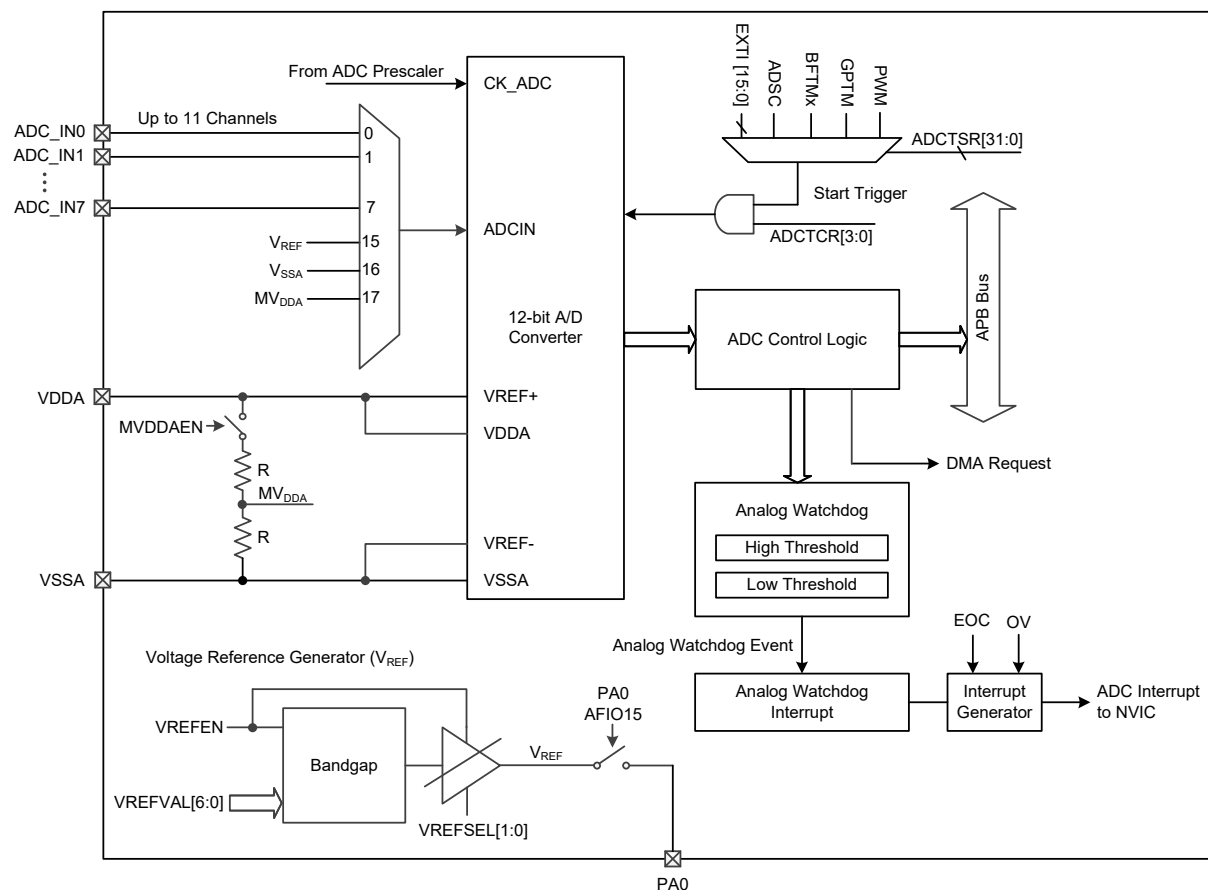 EXTI [15:0]
ADSC
BFTMx
GPTM
PWM
From ADC Prescaler
CK_ADC
ADC_IN0
Up to 11 Channels
0
ADC_IN1
1
ADCTSR[31:0]
ADC_IN7
7
Start Trigger
ADCTCR[3:0]
VREF
15
ADCIN
VSSA
16
MVDDA
17
12-bit A/D
Converter
ADC Control Logic
APB Bus
VDDA
VREF+
MVDDAEN
VDDA
R
MVDDA
R
DMA Request
Analog Watchdog
High Threshold
Low Threshold
VREF-
VSSA
VSSA
Analog Watchdog Event
EOC
OV
Analog Watchdog
Interrupt
Interrupt
Generator
ADC Interrupt
to NVIC
Voltage Reference Generator (VREF)
VREFEN
Bandgap
VREFVAL[6:0]
VREFSEL[1:0]
VREF
PA0
AFIO15
PA0